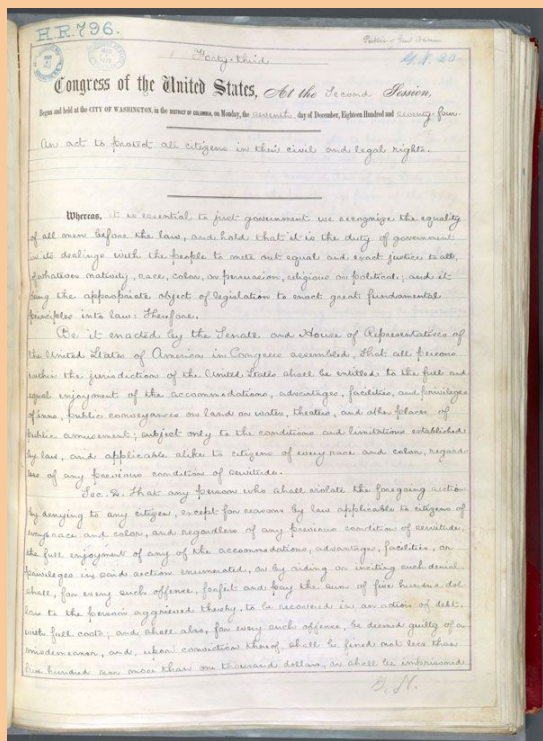 H.R. 796.
Forty-third
Congress of the United States, At the Second Session,
Begun and held at the CITY OF WASHINGTON, in the DISTRICT OF COLUMBIA, on Monday, the seventh day of December, Eighteen Hundred and seventy-four.
An act to protect all citizens in their civil and legal rights.
Whereas, it is essential to just government we recognize the equality
of all men before the law, and hold that it is the duty of government
in its dealings with the people to mete out equal and exact justice to all,
of whatever nativity, race, color, or persuasion, religious or political; and it
being the appropriate object of legislation to enact great fundamental
principles into law: Therefore,
Be it enacted by the Senate and House of Representatives of
the United States of America in Congress assembled, That all persons
within the jurisdiction of the United States shall be entitled to the full and
equal enjoyment of the accommodations, advantages, facilities, and privileges
of inns, public conveyances on land or water, theaters, and other places of
public amusement; subject only to the conditions and limitations established
by law, and applicable alike to citizens of every race and color, regard
less of any previous condition of servitude.
Sec. 2. That any person who shall violate the foregoing section
by denying to any citizen, except for reasons by law applicable to citizens of
every race and color, and regardless of any previous condition of servitude,
the full enjoyment of any of the accommodations, advantages, facilities, or
privileges in said section enumerated, or by aiding or inciting such denial,
shall, for every such offence, forfeit and pay the sum of five hundred dol
lars to the person aggrieved thereby, to be recovered in an action of debt,
with full costs; and shall also, for every such offence, be deemed guilty of a
misdemeanor, and, upon conviction thereof, shall be fined not less than
five hundred nor more than one thousand dollars, or shall be imprisoned